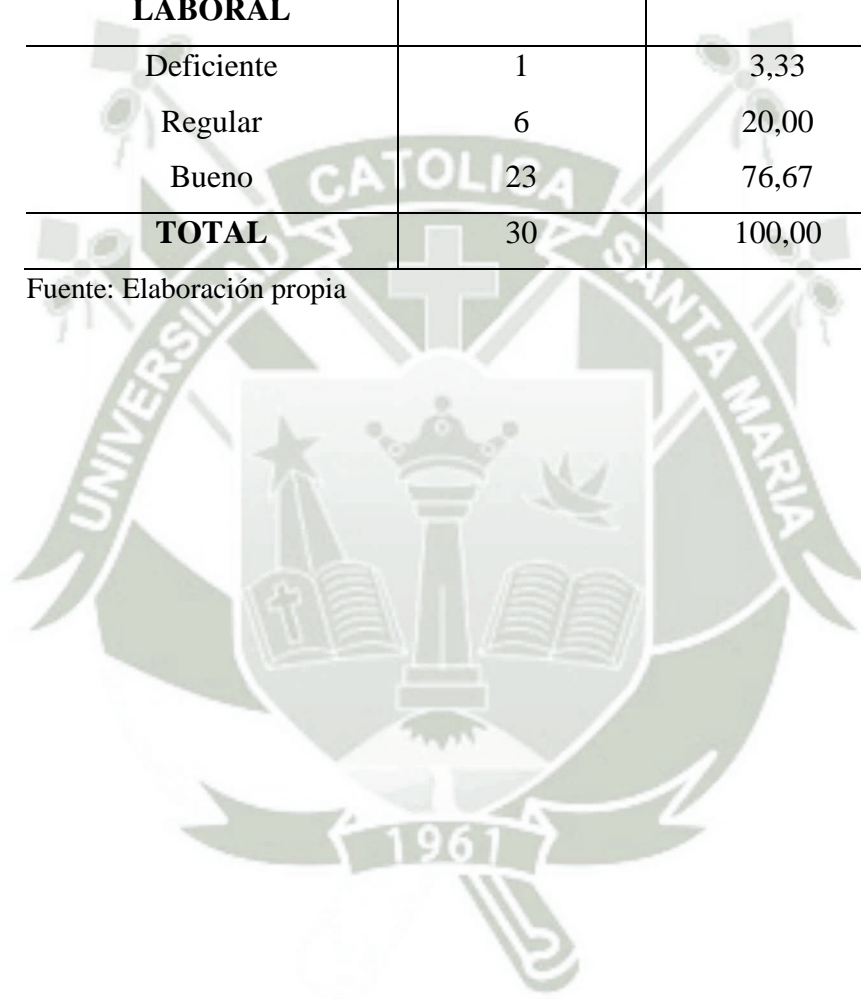 LABORAL
Deficiente 1 3,33
Regular 6 20,00
Bueno 23 76,67
TOTAL 30 100,00
Fuente: Elaboración propia
UNIVERSIDAD CATOLICA SANTA MARIA
1961